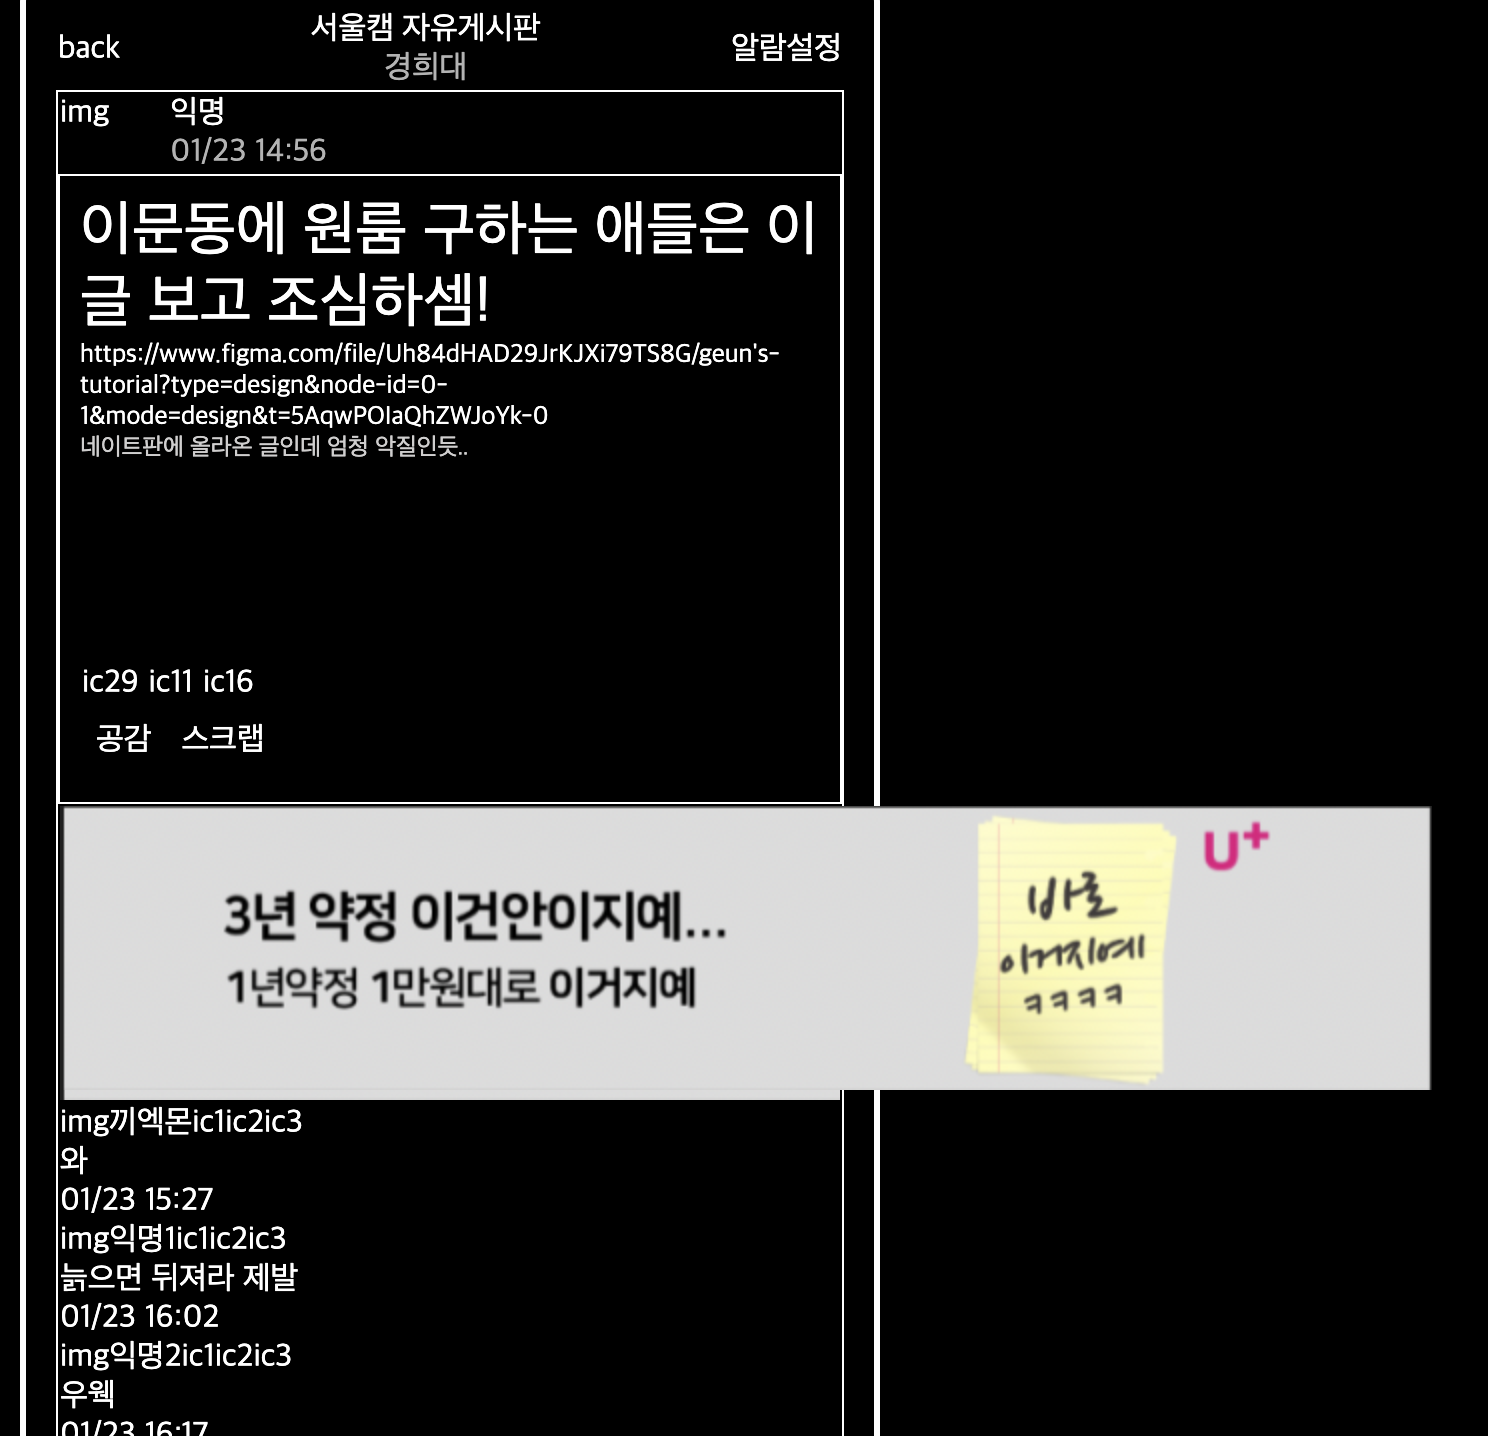 back
서울캠 자유게시판
경희대
알람설정
img
익명
01/23 14:56
이문동에 원룸 구하는 애들은 이
글 보고 조심하셈!
https://www.figma.com/file/Uh84dHAD29JrKJXi79TS8G/geun's-
tutorial?type=design&node-id=0-
1&mode=design&t=5AqwPOIaQhZWJoYk-0
네이트판에 올라온 글인데 엄청 악질인듯..
ic29 ic11 ic16
공감 스크랩
3년 약정 이건안이지예...
1년약정 1만원대로 이거지예
바로
이거지예
ㅋㅋㅋㅋ
U+
img끼엑몬ic1ic2ic3
와
01/23 15:27
img익명1ic1ic2ic3
늙으면 뒤져라 제발
01/23 16:02
img익명2ic1ic2ic3
우웩
01/23 16:17